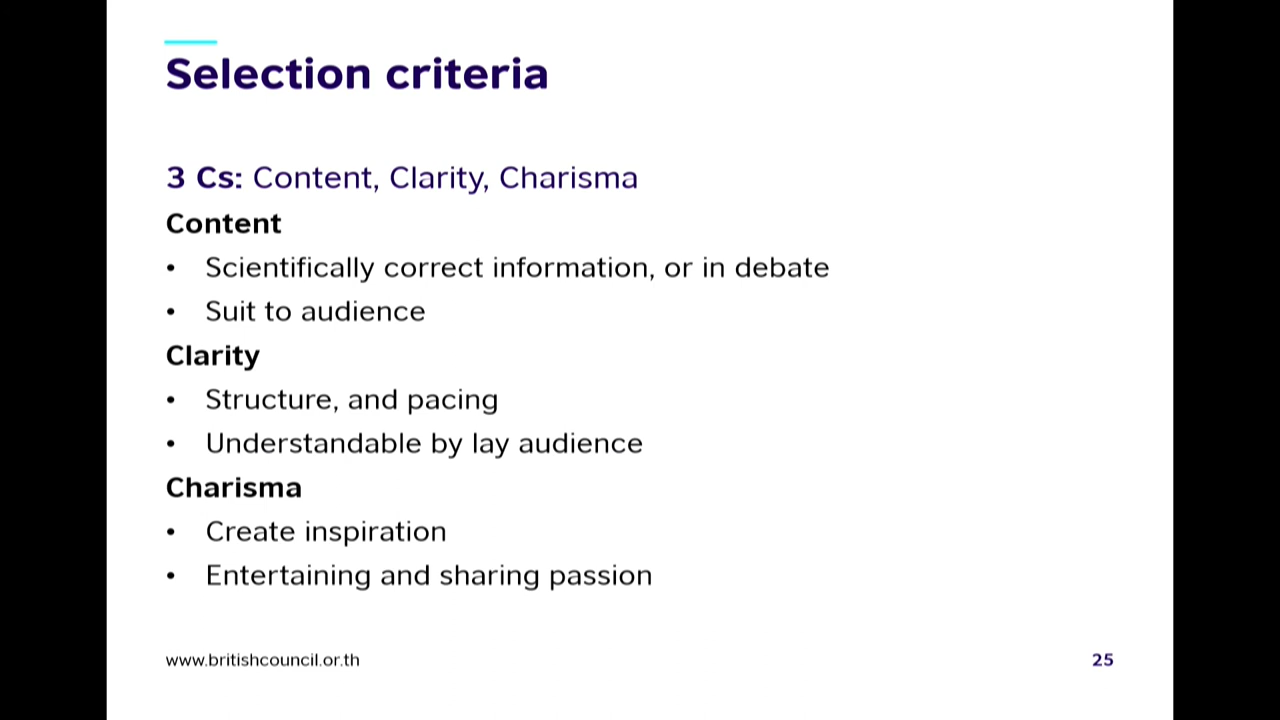 Selection criteria
3 Cs: Content, Clarity, Charisma
Content
• Scientifically correct information, or in debate
• Suit to audience
Clarity
• Structure, and pacing
• Understandable by lay audience
Charisma
• Create inspiration
• Entertaining and sharing passion
www.britishcouncil.or.th
25